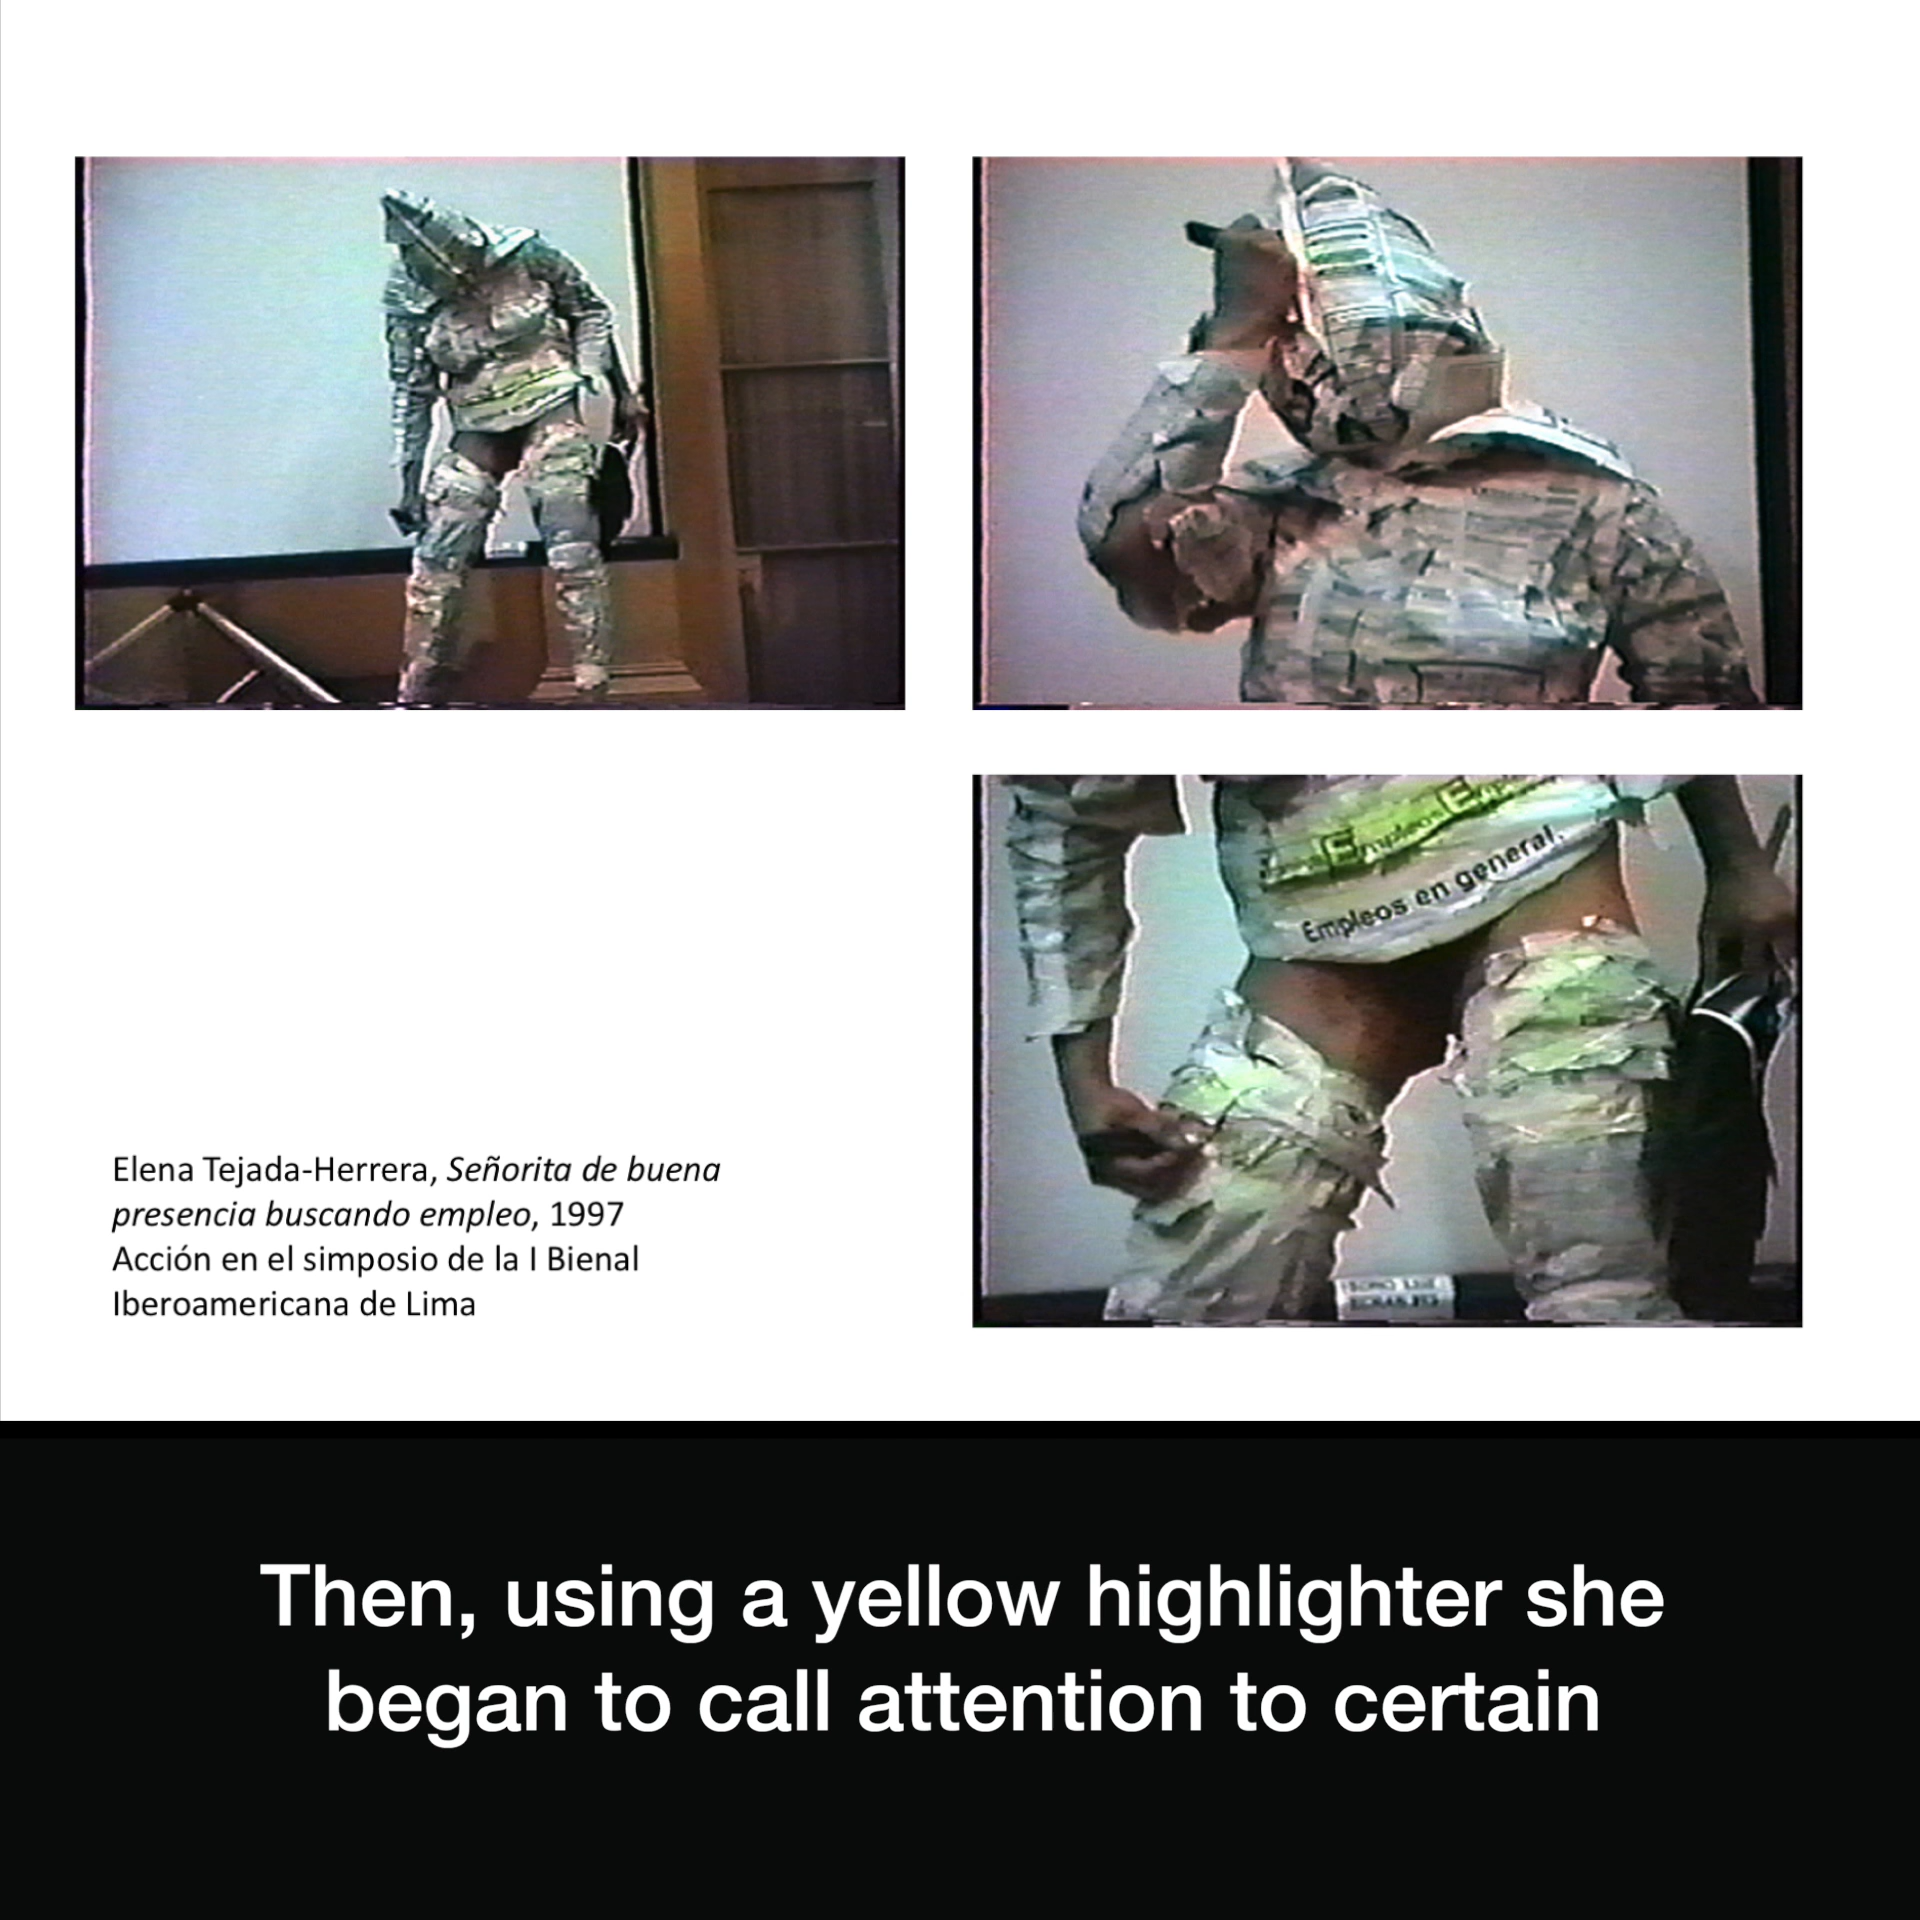 Empleos
Empleos en general.
Elena Tejada-Herrera, Señorita de buena
presencia buscando empleo, 1997
Acción en el simposio de la I Bienal
Iberoamericana de Lima
Then, using a yellow highlighter she
began to call attention to certain